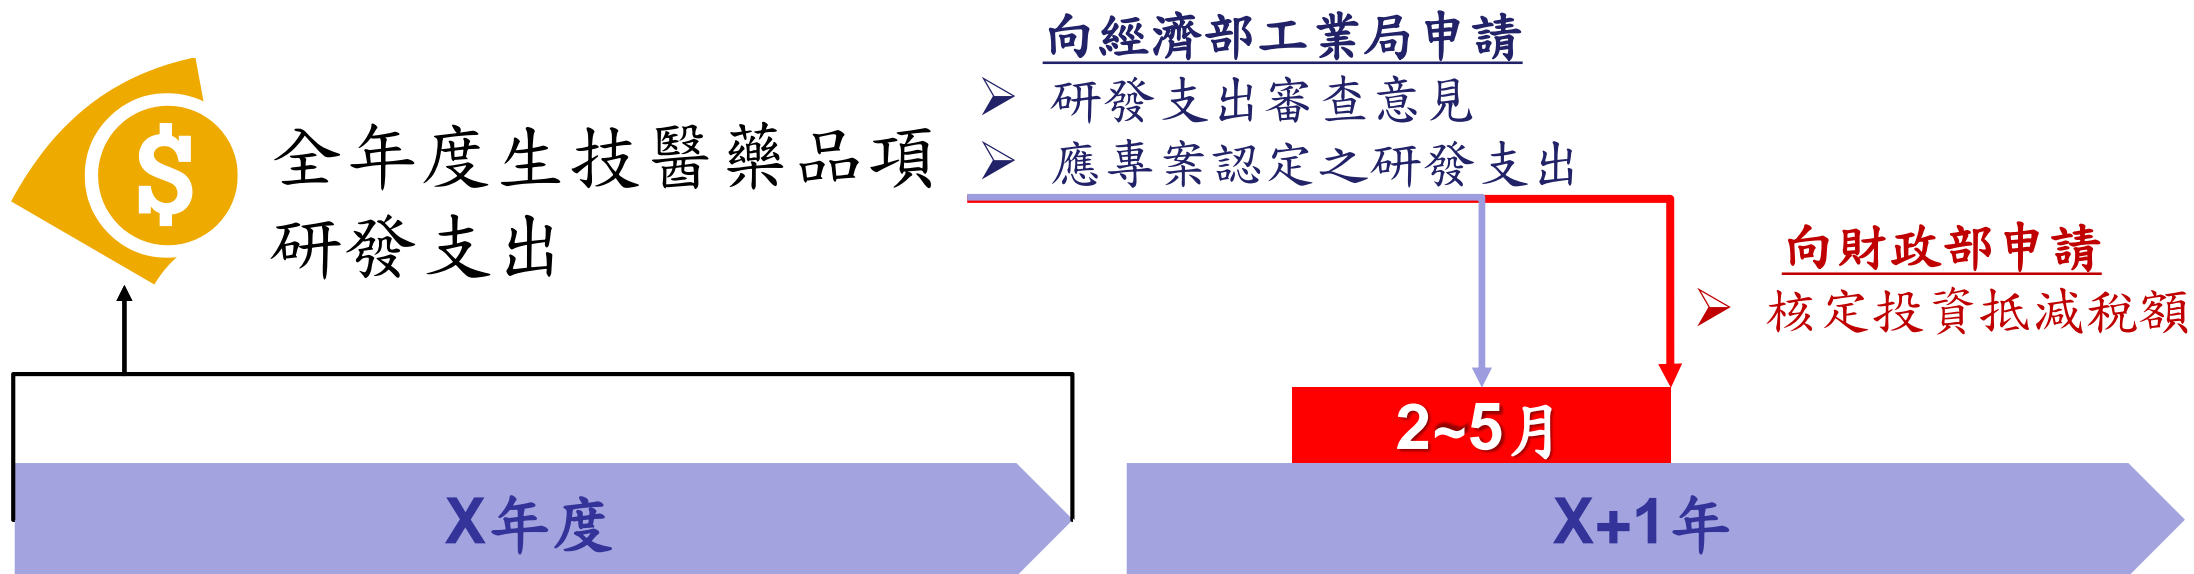 向經濟部工業局申請
➢ 研發支出審查意見
➢ 應專案認定之研發支出
$
全年度生技醫藥品項
研發支出
向財政部申請
➢ 核定投資抵減稅額
2~5月
X年度
X+1年